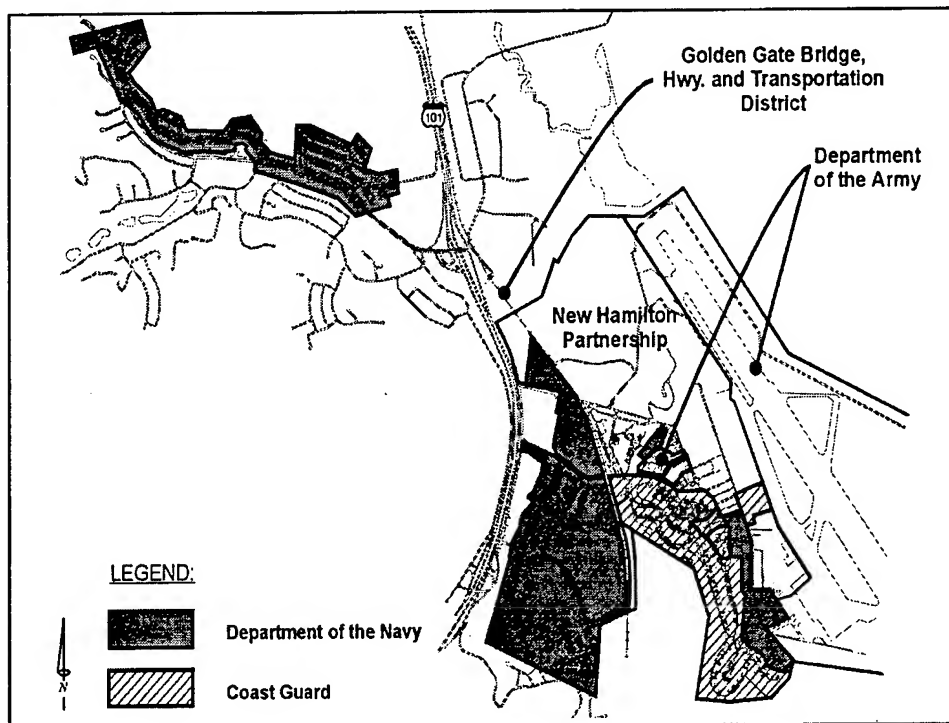 Golden Gate Bridge,
Hwy. and Transportation
District
101
Department
of the Army
New Hamilton
Partnership
LEGEND:
Department of the Navy
Coast Guard
N